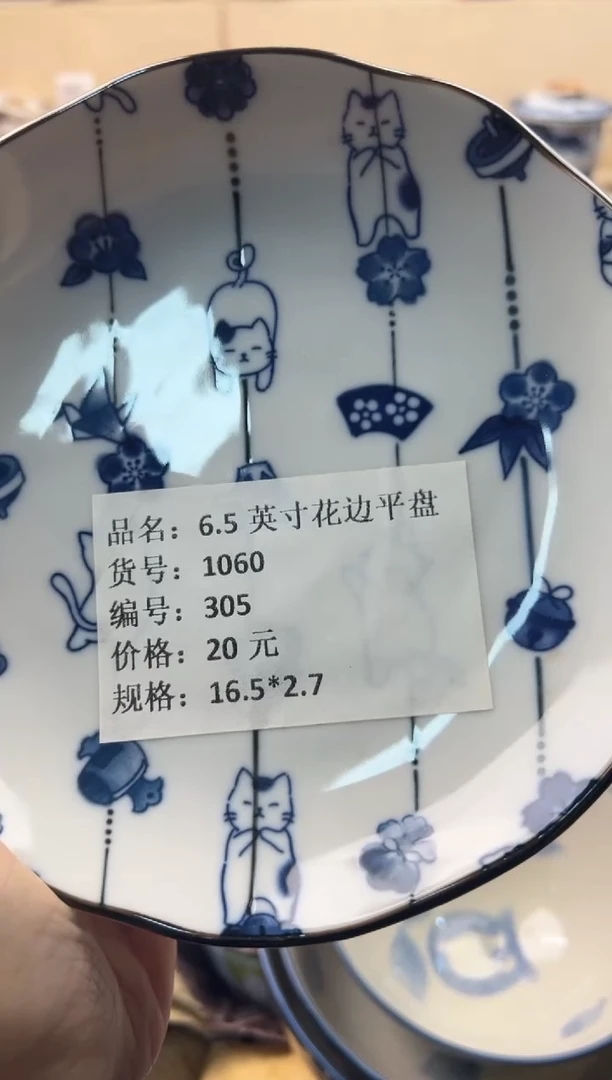 品名：6.5 英寸花边平盘
货号：1060
编号：305
价格：20 元
规格：16.5*2.7